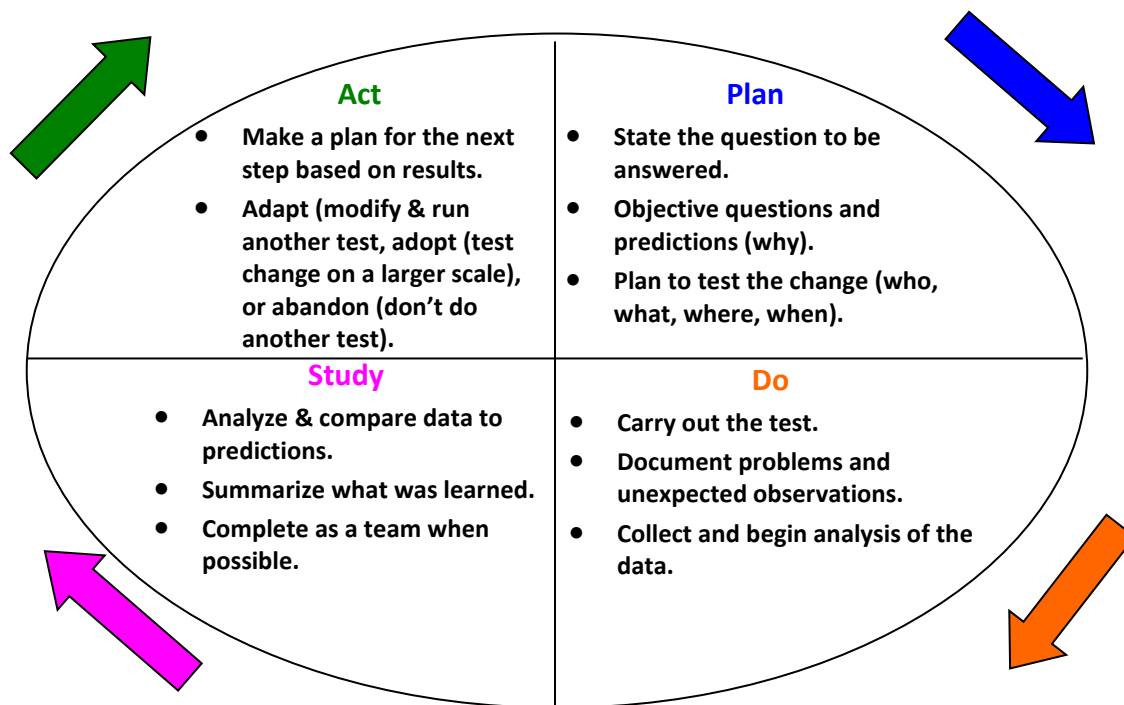 Act
• Make a plan for the next
step based on results.
• Adapt (modify & run
another test, adopt (test
change on a larger scale),
or abandon (don’t do
another test).
Plan
• State the question to be
answered.
• Objective questions and
predictions (why).
• Plan to test the change (who,
what, where, when).
Study
• Analyze & compare data to
predictions.
• Summarize what was learned.
• Complete as a team when
possible.
Do
• Carry out the test.
• Document problems and
unexpected observations.
• Collect and begin analysis of the
data.